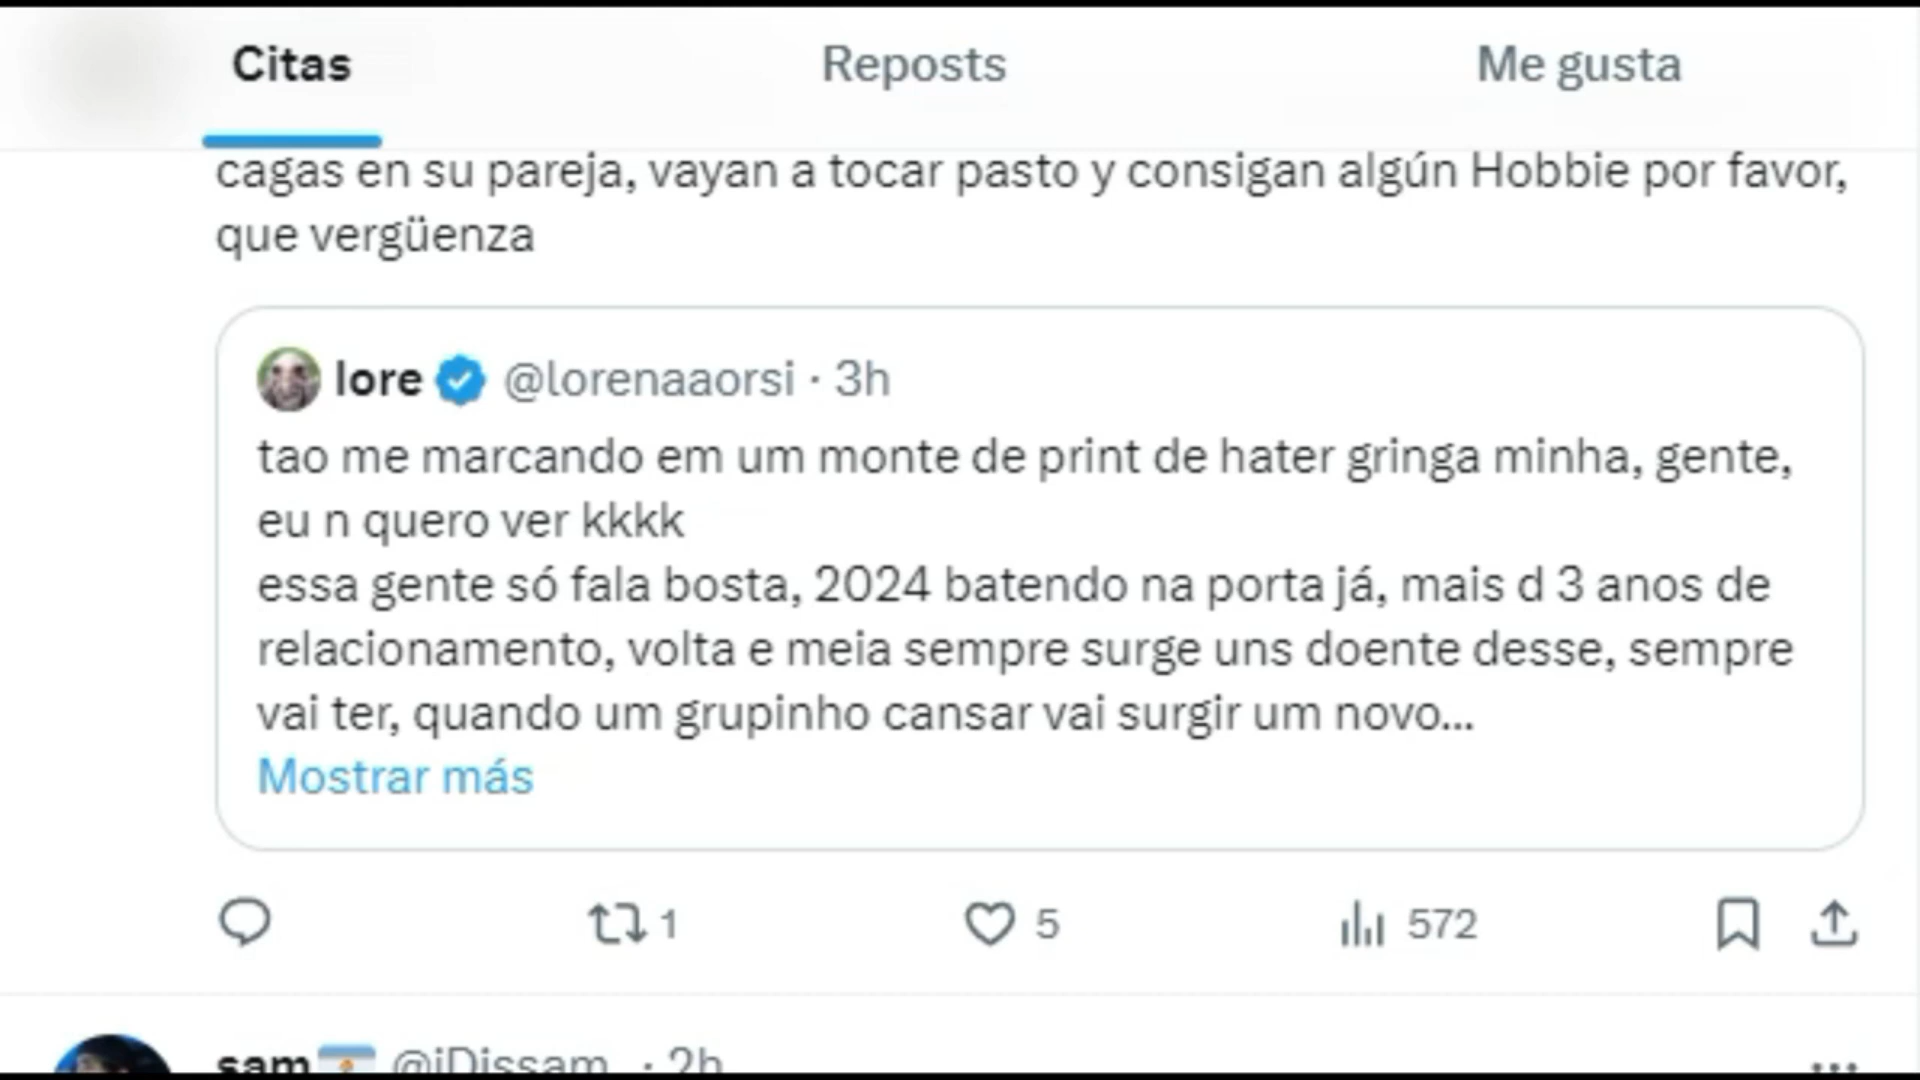 Citas Reposts Me gusta
cagas en su pareja, vayan a tocar pasto y consigan algún Hobbie por favor,
que vergüenza
lore @lorenaaorsi · 3h
tao me marcando em um monte de print de hater gringa minha, gente,
eu n quero ver kkkk
essa gente só fala bosta, 2024 batendo na porta já, mais d 3 anos de
relacionamento, volta e meia sempre surge uns doente desse, sempre
vai ter, quando um grupinho cansar vai surgir um novo...
Mostrar más
1 5 572
sam @iDissam_ · 2h